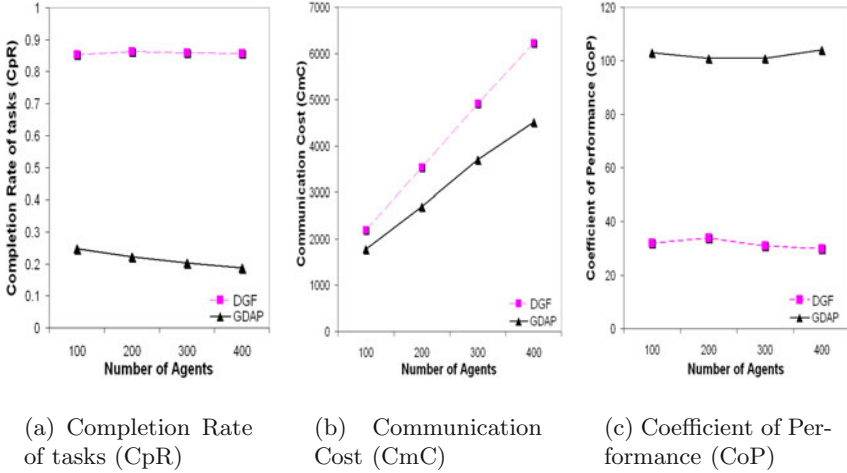 Completion Rate of tasks (CpR)
1
0.9
0.8
0.7
0.6
0.5
0.4
0.3
0.2
0.1
0
100 200 300 400
Number of Agents
DGF
GDAP
Communication Cost (CmC)
7000
6000
5000
4000
3000
2000
1000
0
100 200 300 400
Number of Agents
DGF
GDAP
Coefficient of Performance (CoP)
120
100
80
60
40
20
0
100 200 300 400
Number of Agents
DGF
GDAP
(a) Completion Rate
of tasks (CpR)
(b) Communication
Cost (CmC)
(c) Coefficient of Per-
formance (CoP)